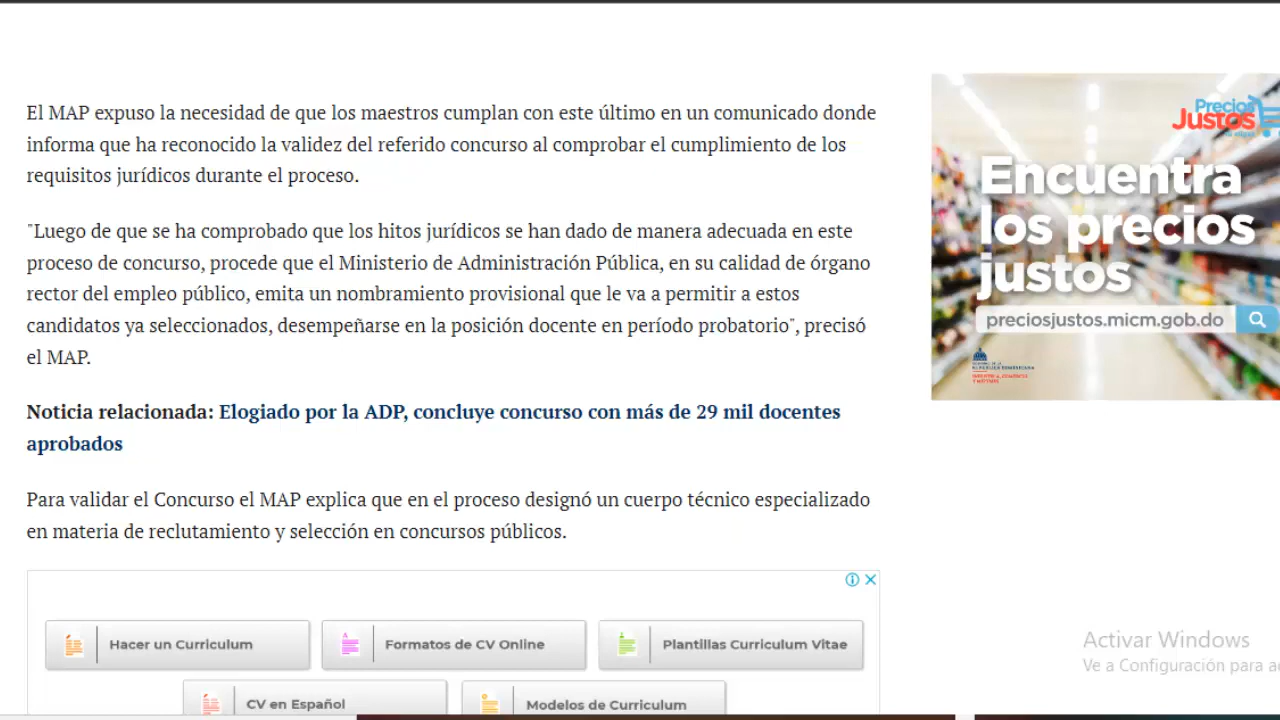 El MAP expuso la necesidad de que los maestros cumplan con este último en un comunicado donde
informa que ha reconocido la validez del referido concurso al comprobar el cumplimiento de los
requisitos jurídicos durante el proceso.
"Luego de que se ha comprobado que los hitos jurídicos se han dado de manera adecuada en este
proceso de concurso, procede que el Ministerio de Administración Pública, en su calidad de órgano
rector del empleo público, emita un nombramiento provisional que le va a permitir a estos
candidatos ya seleccionados, desempeñarse en la posición docente en período probatorio", precisó
el MAP.
Noticia relacionada: Elogiado por la ADP, concluye concurso con más de 29 mil docentes
aprobados
Para validar el Concurso el MAP explica que en el proceso designó un cuerpo técnico especializado
en materia de reclutamiento y selección en concursos públicos.
Hacer un Curriculum
Formatos de CV Online
Plantillas Curriculum Vitae
CV en Español
Modelos de Curriculum
Precios
Justos
Encuentra
los precios
justos
preciosjustos.micm.gob.do
Activar Windows
Ve a Configuración para